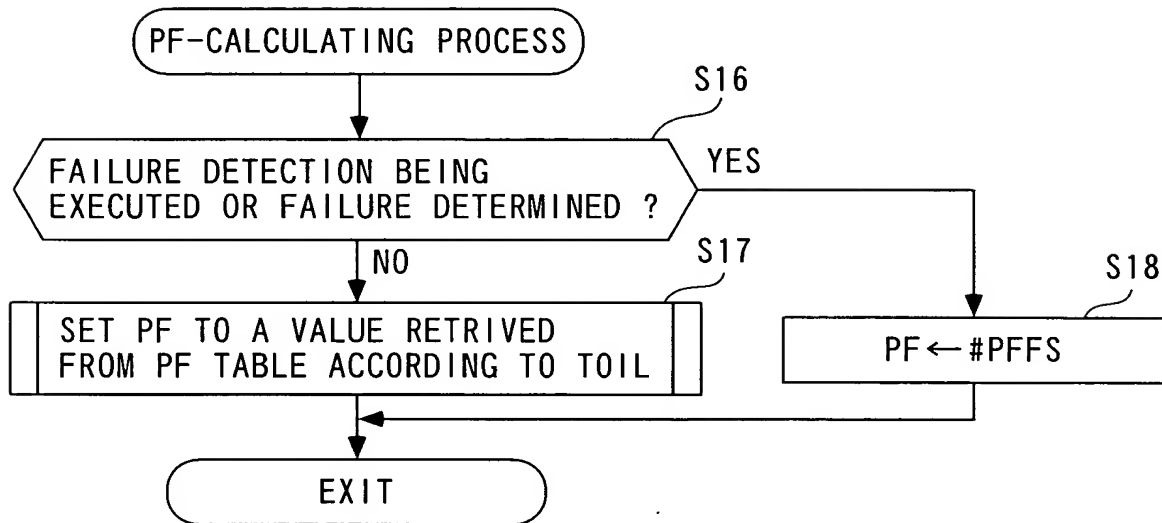 PF-CALCULATING PROCESS
S16
FAILURE DETECTION BEING
EXECUTED OR FAILURE DETERMINED ?
YES
NO
S17
SET PF TO A VALUE RETRIVED
FROM PF TABLE ACCORDING TO TOIL
S18
PF←#PFFS
EXIT